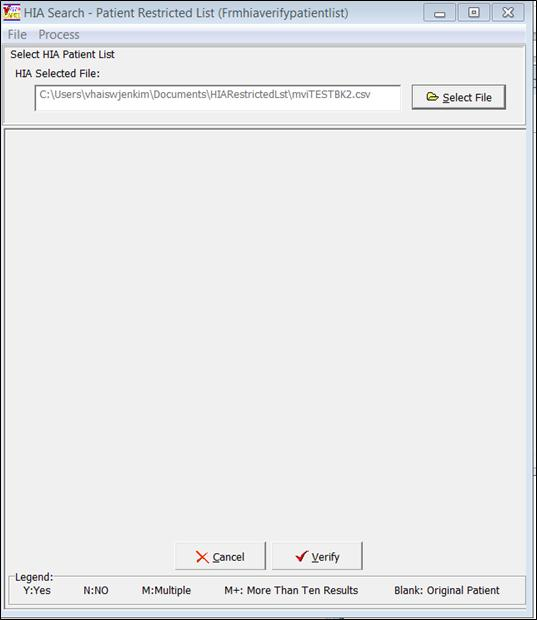 HIA Search - Patient Restricted List (Frmhiaverifypatientlist)
File Process
Select HIA Patient List
HIA Selected File:
C:\Users\vhaiswjenkim\Documents\HIARestrictedLst\mviTESTBK2.csv
Select File
Cancel Verify
Legend:
Y:Yes N:NO M:Multiple M+: More Than Ten Results Blank: Original Patient